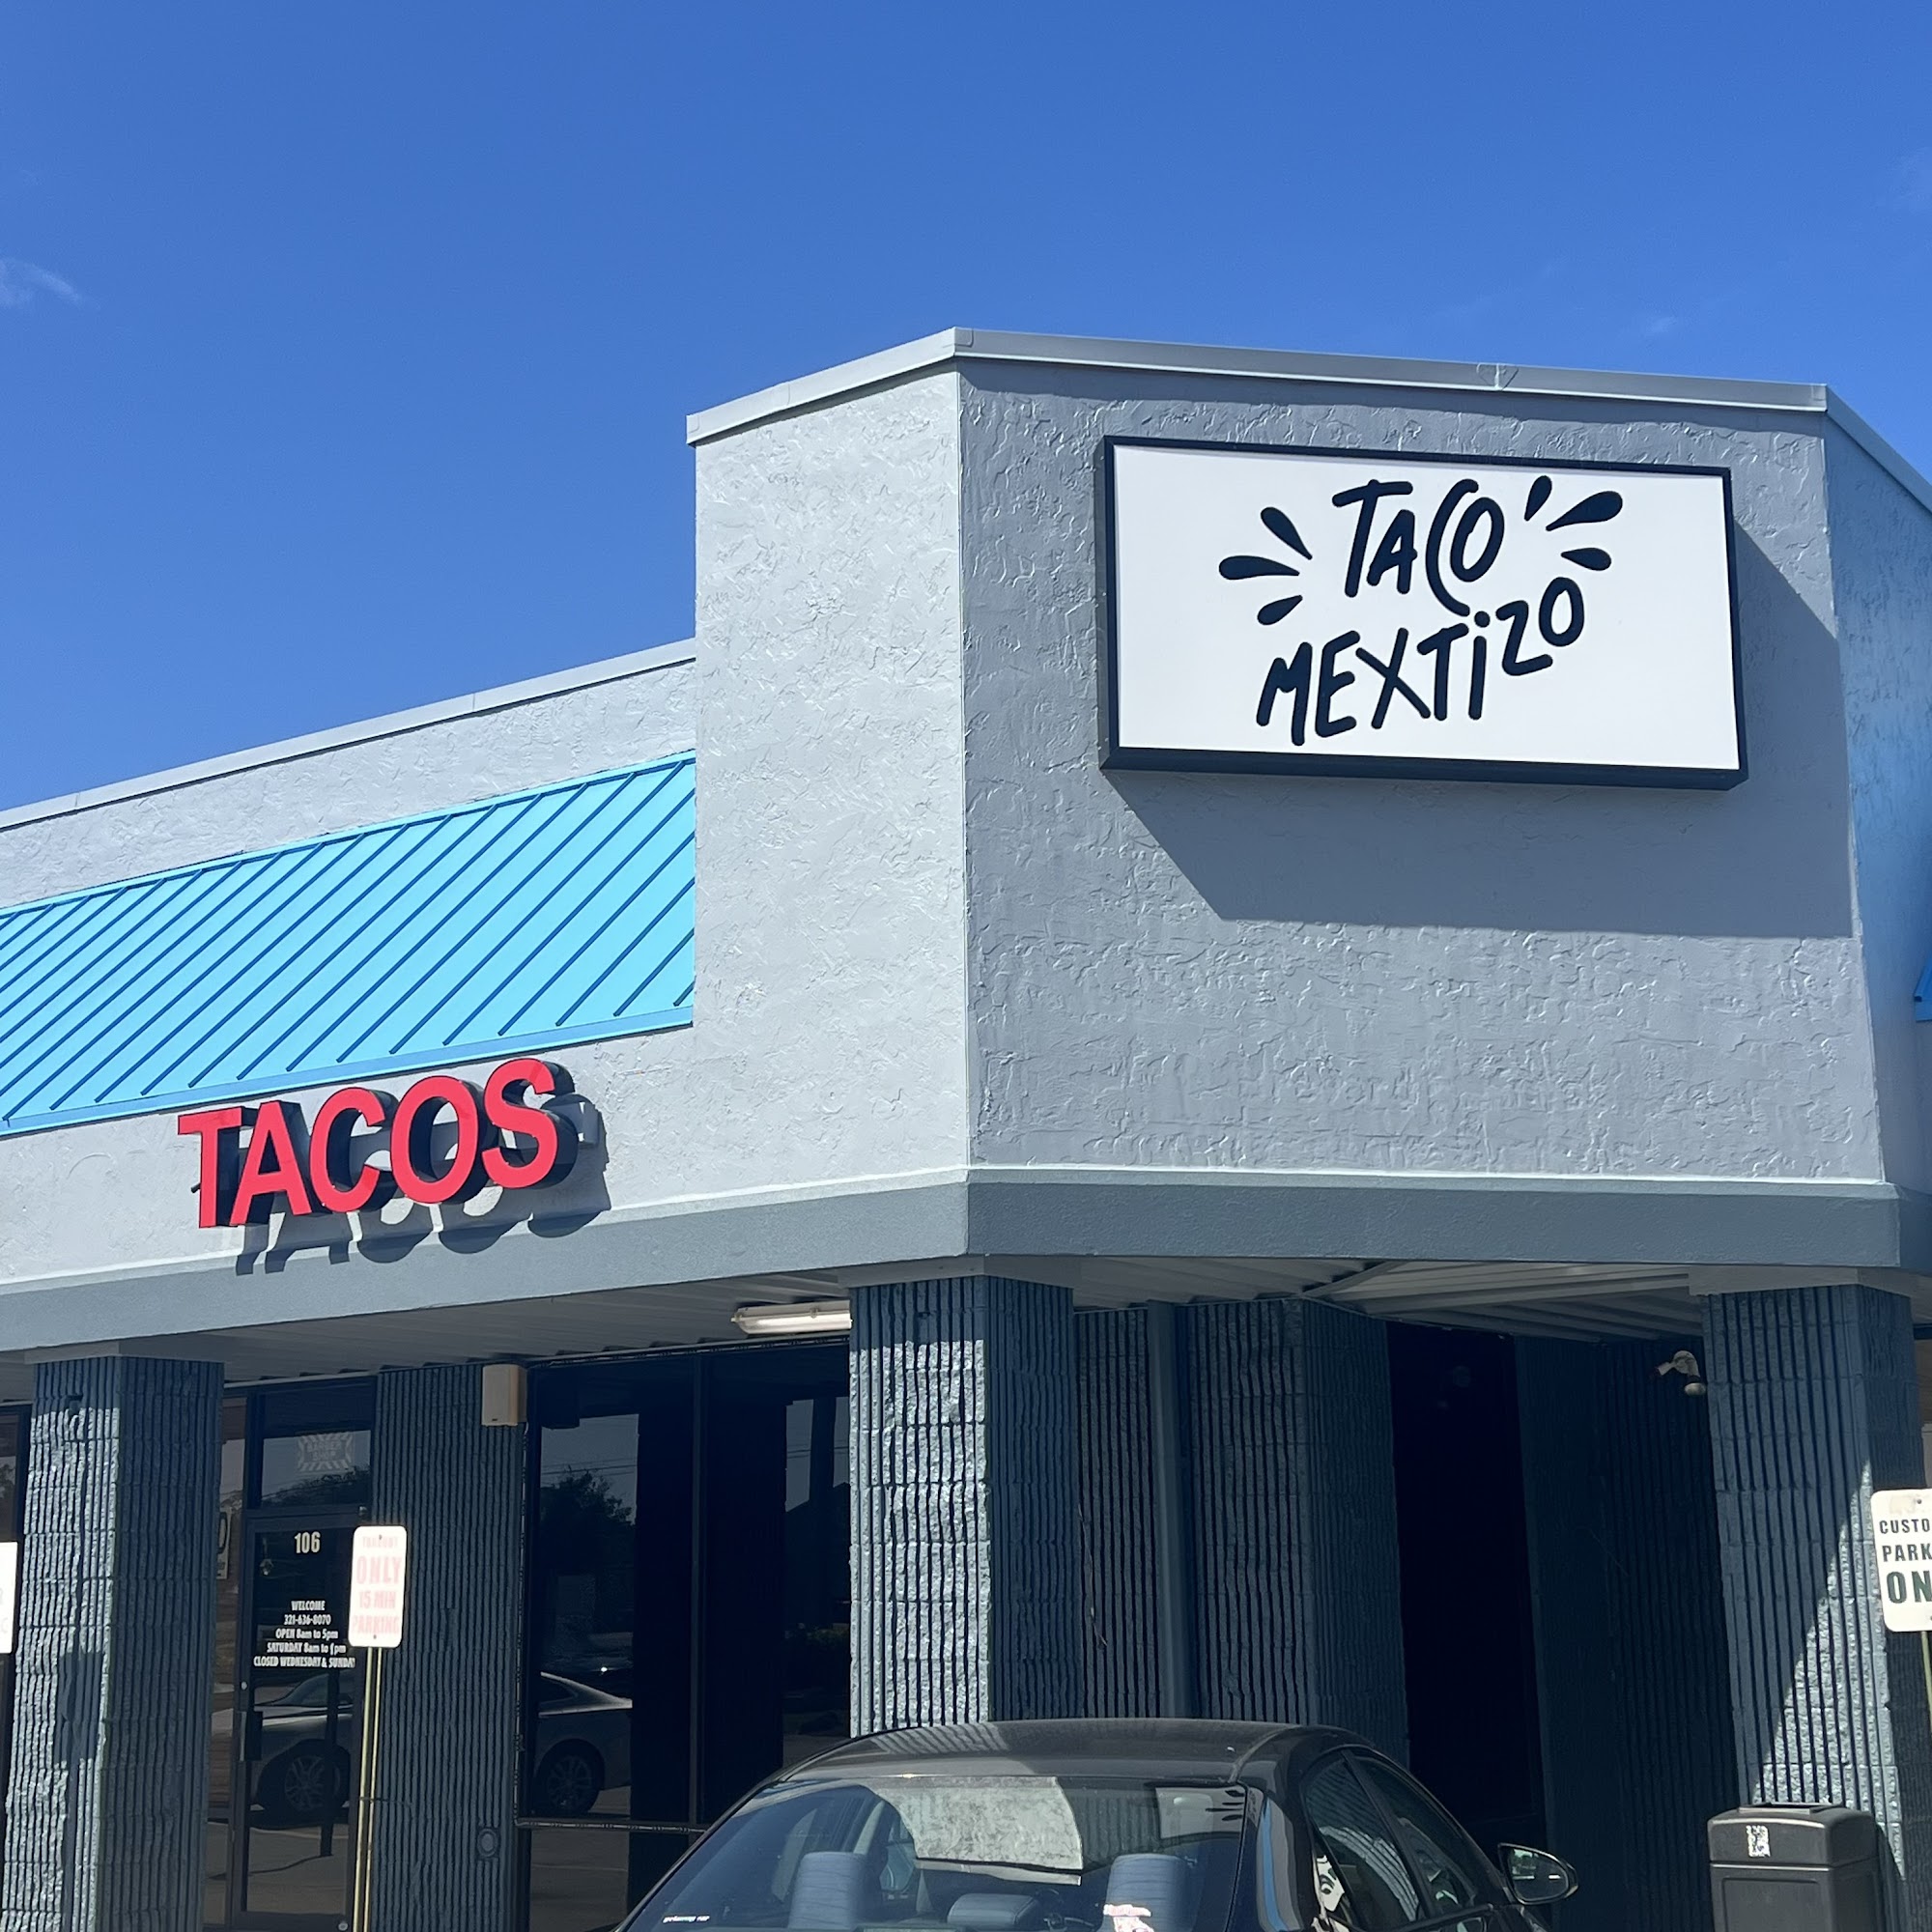 TACO
MEXTiZO
TACOS
106
WELCOME
321-636-8070
OPEN 8am to 5pm
SATURDAY 8am to 1pm
CLOSED WEDNESDAY & SUNDAY
ONLY
15 MIN
PARKING
CUSTO
PARK
ON